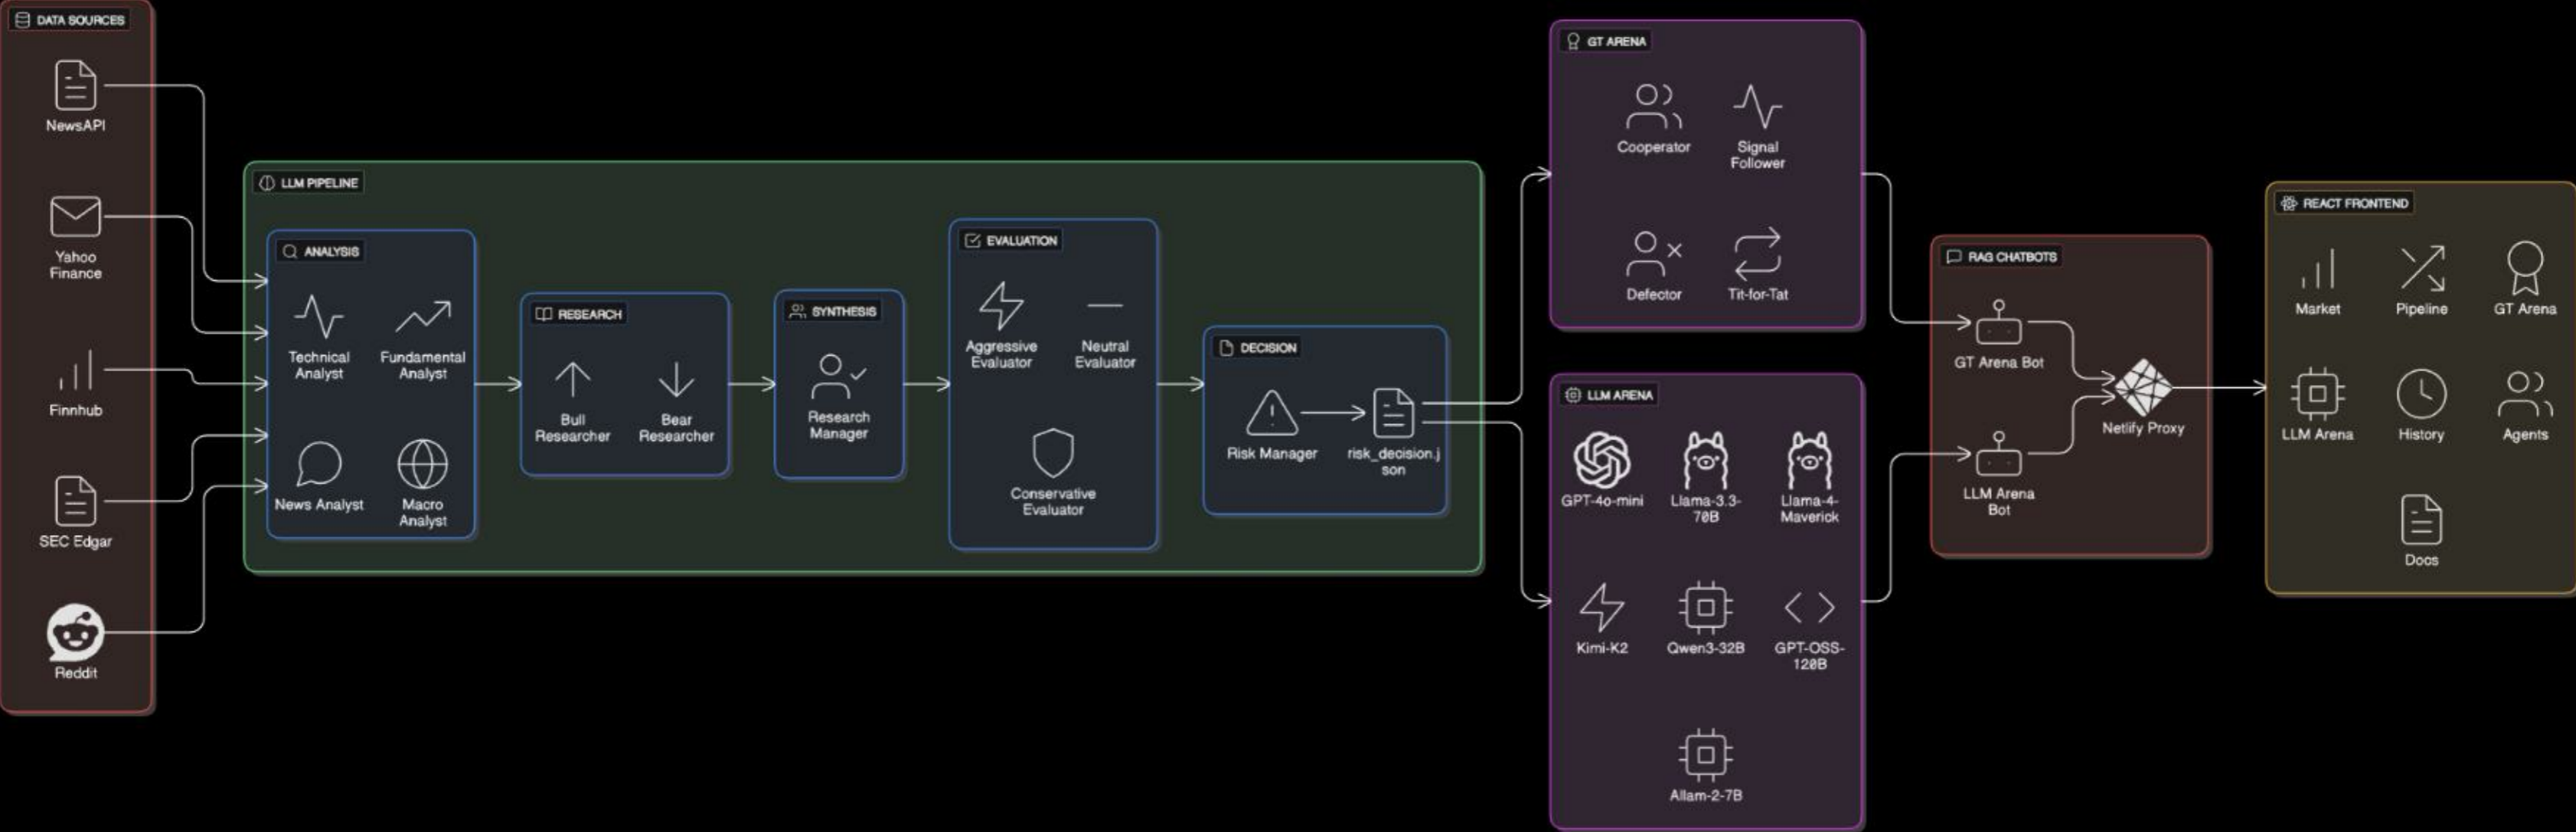 DATA SOURCES
NewsAPI
Yahoo
Finance
Finnhub
SEC Edgar
Reddit
LLM PIPELINE
ANALYSIS
Technical
Analyst
Fundamental
Analyst
News Analyst
Macro
Analyst
RESEARCH
Bull
Researcher
Bear
Researcher
SYNTHESIS
Research
Manager
EVALUATION
Aggressive
Evaluator
Neutral
Evaluator
Conservative
Evaluator
DECISION
Risk Manager
risk_decision.j
son
GT ARENA
Cooperator
Signal
Follower
Defector
Tit-for-Tat
LLM ARENA
GPT-4o-mini
Llama-3.3-
70B
Llama-4-
Maverick
Kimi-K2
Qwen3-32B
GPT-OSS-
120B
Allam-2-7B
RAG CHATBOTS
GT Arena Bot
LLM Arena
Bot
Netlify Proxy
REACT FRONTEND
Market
Pipeline
GT Arena
LLM Arena
History
Agents
Docs